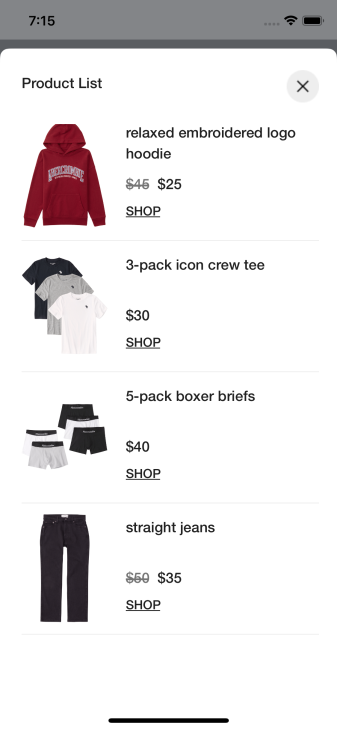 7:15
Product List
relaxed embroidered logo
hoodie
$45 $25
SHOP
ABERCROMBIE
3-pack icon crew tee
$30
SHOP
5-pack boxer briefs
$40
SHOP
straight jeans
$50 $35
SHOP